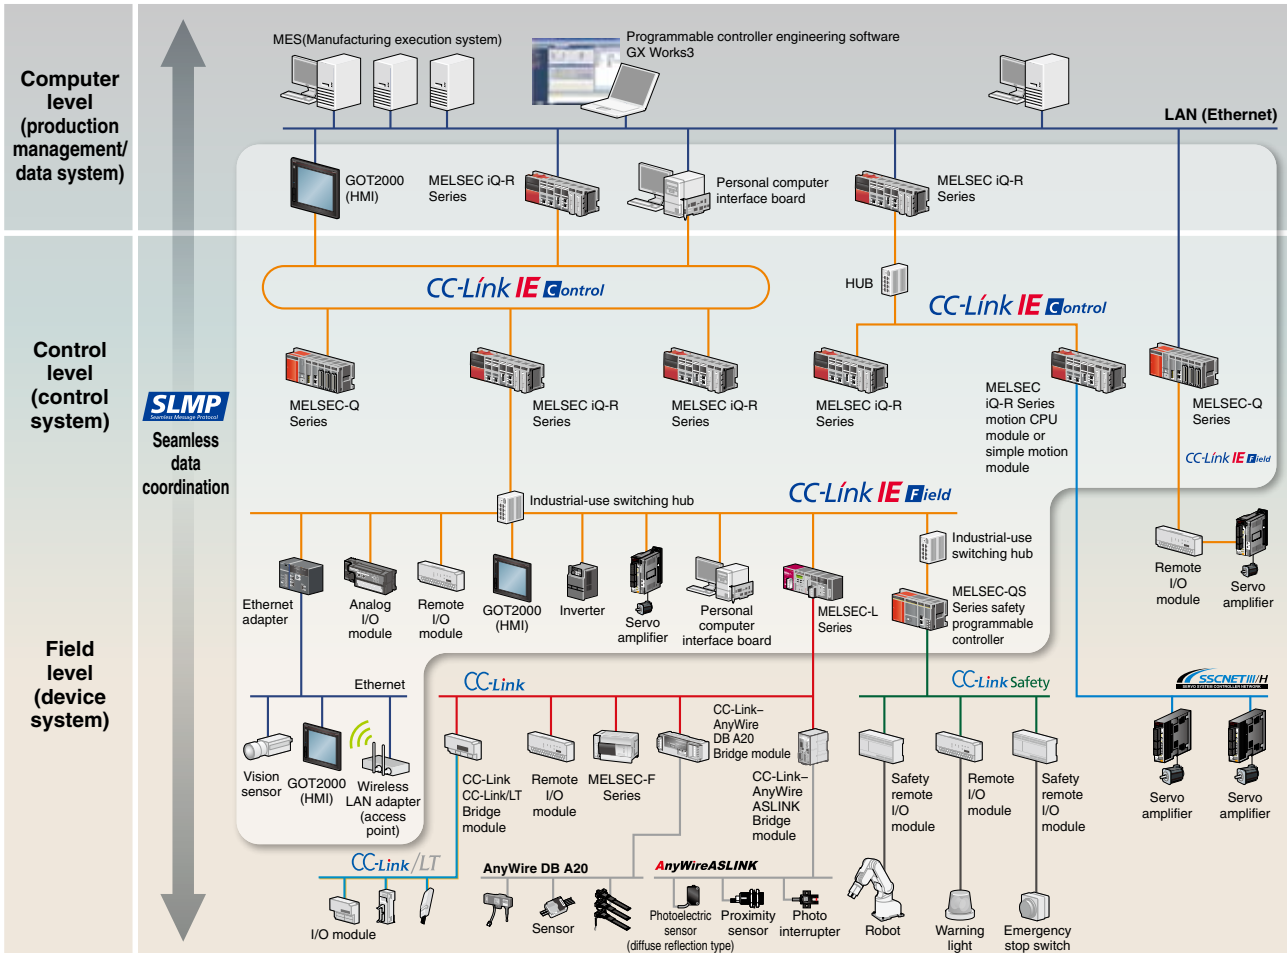 Computer
level
(production
management/
data system)
MES(Manufacturing execution system)
Programmable controller engineering software
GX Works3
LAN (Ethernet)
GOT2000
(HMI)
MELSEC iQ-R
Series
Personal computer
interface board
MELSEC iQ-R
Series
Control
level
(control
system)
SLMP
Seamless Message Protocol
Seamless
data
coordination
CC-Link IE Control
HUB
CC-Link IE Control
MELSEC-Q
Series
MELSEC iQ-R
Series
MELSEC iQ-R
Series
MELSEC iQ-R
Series
MELSEC
iQ-R Series
motion CPU
module or
simple motion
module
MELSEC-Q
Series
CC-Link IE Field
Field
level
(device
system)
Industrial-use switching hub
CC-Link IE Field
Industrial-use
switching hub
Ethernet
adapter
Analog
I/O module
Remote
I/O
module
GOT2000
(HMI)
Inverter
Servo
amplifier
Personal
computer
interface board
MELSEC-L
Series
MELSEC-QS
Series safety
programmable
controller
Remote
I/O
module
Servo
amplifier
Ethernet
CC-Link
CC-Link Safety
SSCNETIII/H
SERVO SYSTEM CONTROLLER NETWORK
Vision
sensor
GOT2000
(HMI)
Wireless
LAN adapter
(access
point)
CC-Link
CC-Link/LT
Bridge
module
Remote
I/O
module
MELSEC-F
Series
CC-Link–
AnyWire
DB A20
Bridge module
CC-Link–
AnyWire
ASLINK
Bridge
module
Safety
remote
I/O
module
Remote
I/O
module
Safety
remote
I/O
module
Servo
amplifier
Servo
amplifier
CC-Link/LT
AnyWire DB A20
AnyWireASLINK
I/O module
Sensor
Photoelectric
sensor
(diffuse reflection type)
Proximity
sensor
Photo
interrupter
Robot
Warning
light
Emergency
stop switch